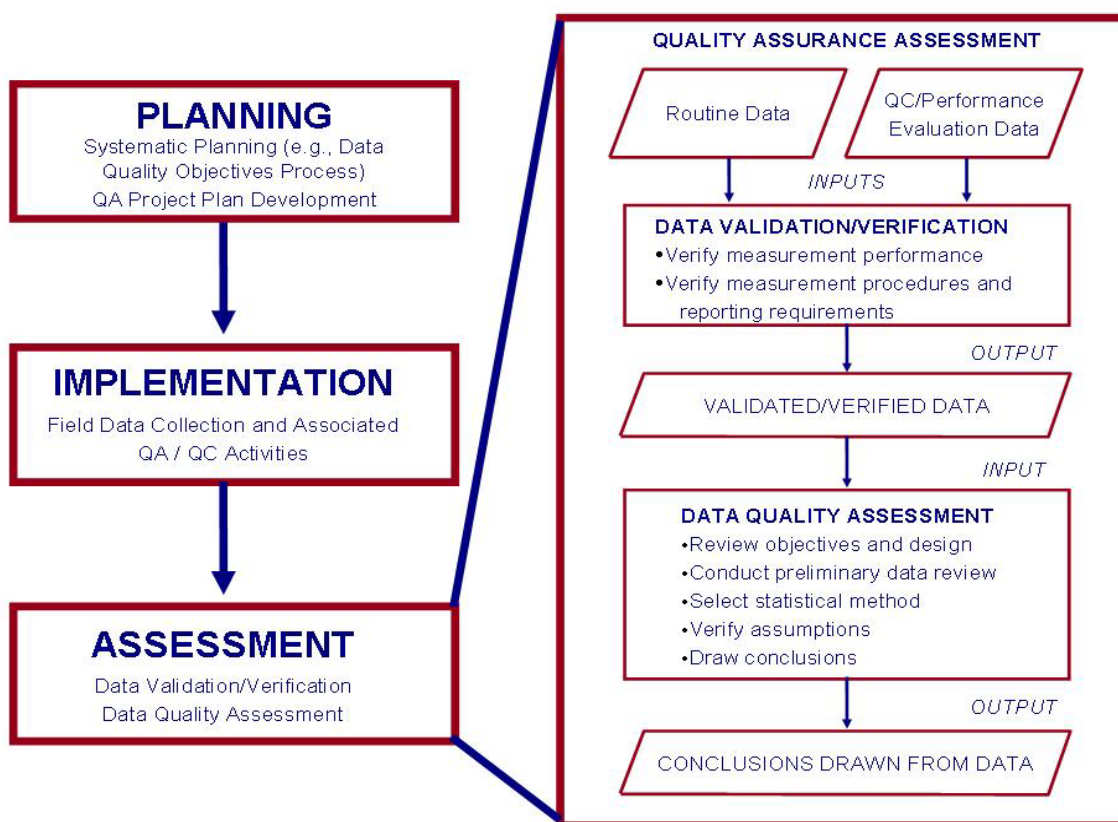 PLANNING
Systematic Planning (e.g., Data
Quality Objectives Process)
QA Project Plan Development
IMPLEMENTATION
Field Data Collection and Associated
QA / QC Activities
ASSESSMENT
Data Validation/Verification
Data Quality Assessment
QUALITY ASSURANCE ASSESSMENT
Routine Data
QC/Performance
Evaluation Data
INPUTS
DATA VALIDATION/VERIFICATION
•Verify measurement performance
•Verify measurement procedures and
reporting requirements
OUTPUT
VALIDATED/VERIFIED DATA
INPUT
DATA QUALITY ASSESSMENT
•Review objectives and design
•Conduct preliminary data review
•Select statistical method
•Verify assumptions
•Draw conclusions
OUTPUT
CONCLUSIONS DRAWN FROM DATA